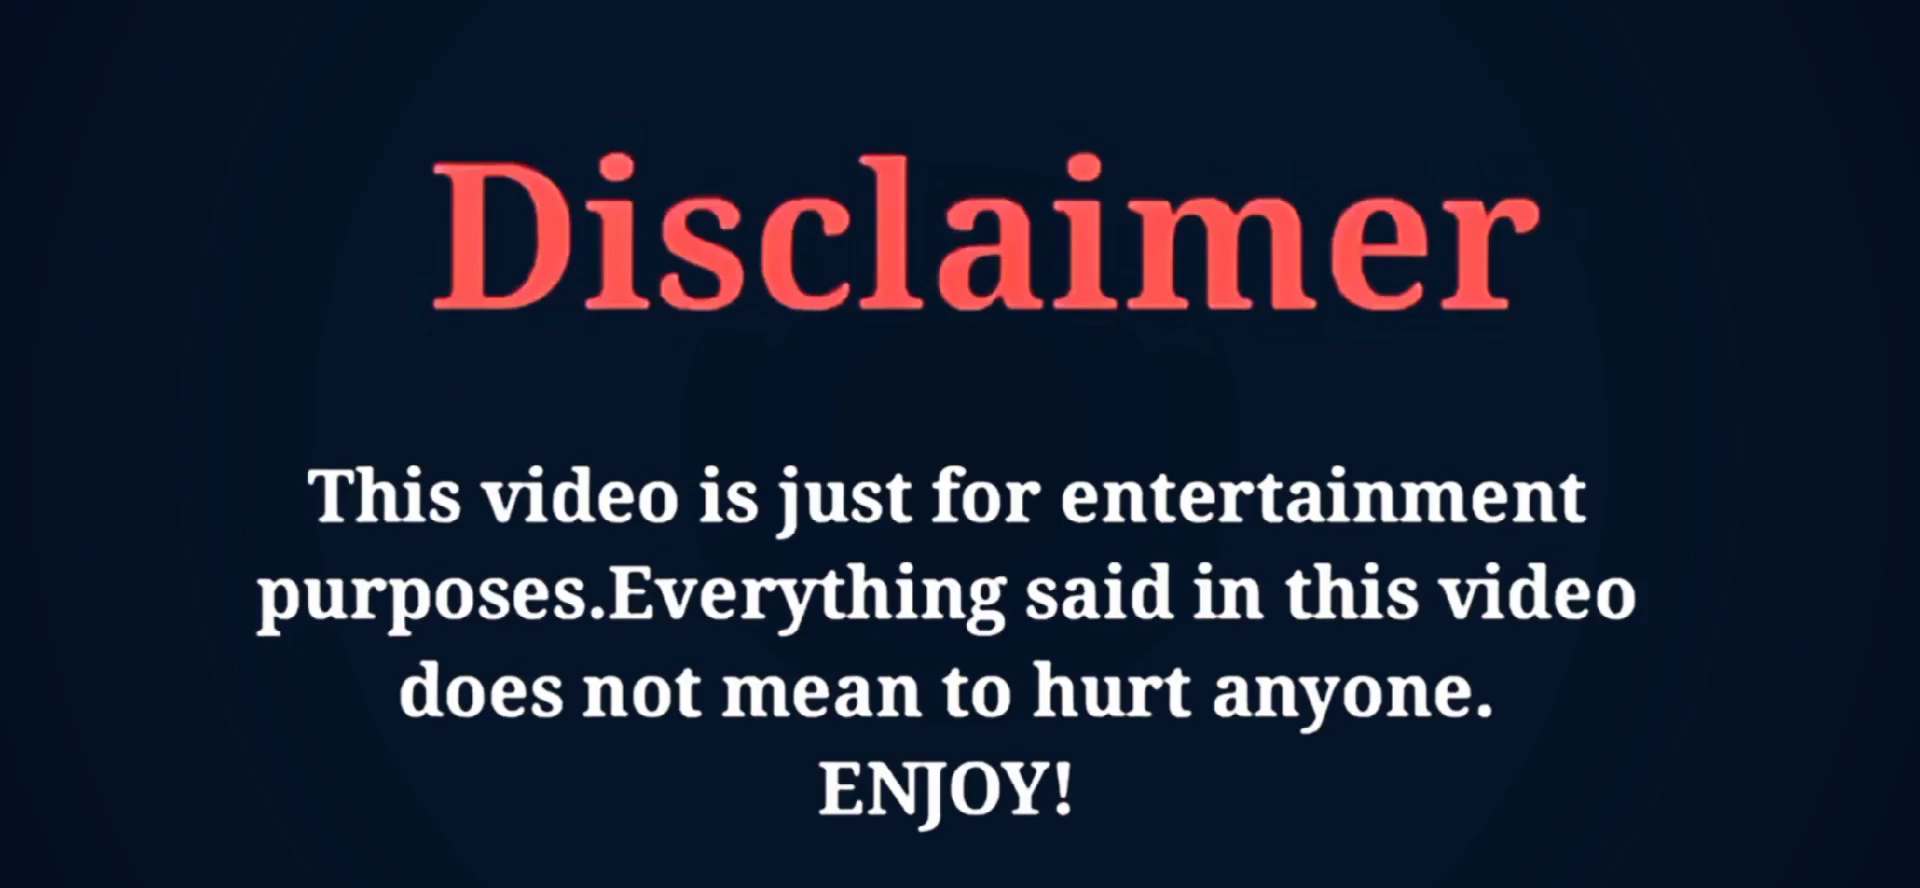 Disclaimer
This video is just for entertainment
purposes.Everything said in this video
does not mean to hurt anyone.
ENJOY!